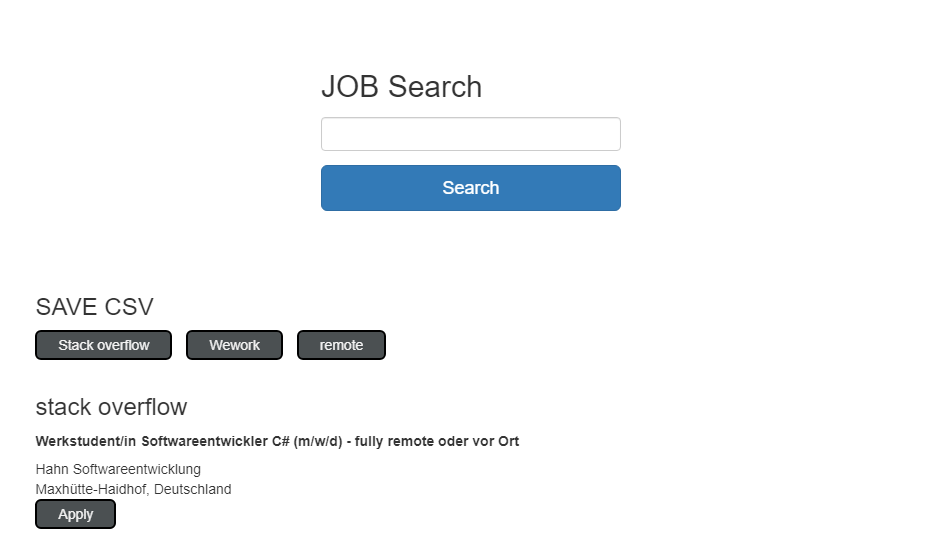 JOB Search
Search
SAVE CSV
Stack overflow Wework remote
stack overflow
Werkstudent/in Softwareentwickler C# (m/w/d) - fully remote oder vor Ort
Hahn Softwareentwicklung
Maxhütte-Haidhof, Deutschland
Apply